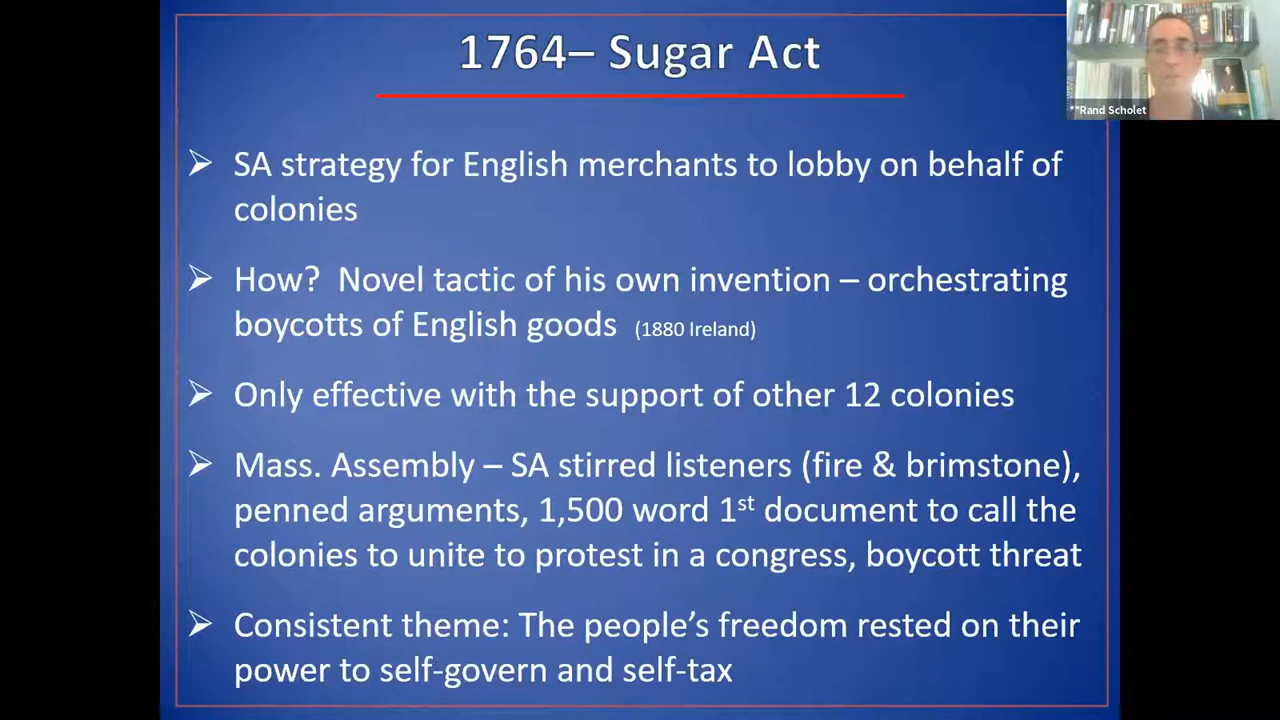 1764– Sugar Act
**Rand Scholet
➢ SA strategy for English merchants to lobby on behalf of
colonies
➢ How? Novel tactic of his own invention – orchestrating
boycotts of English goods (1880 Ireland)
➢ Only effective with the support of other 12 colonies
➢ Mass. Assembly – SA stirred listeners (fire & brimstone),
penned arguments, 1,500 word 1st document to call the
colonies to unite to protest in a congress, boycott threat
➢ Consistent theme: The people’s freedom rested on their
power to self-govern and self-tax